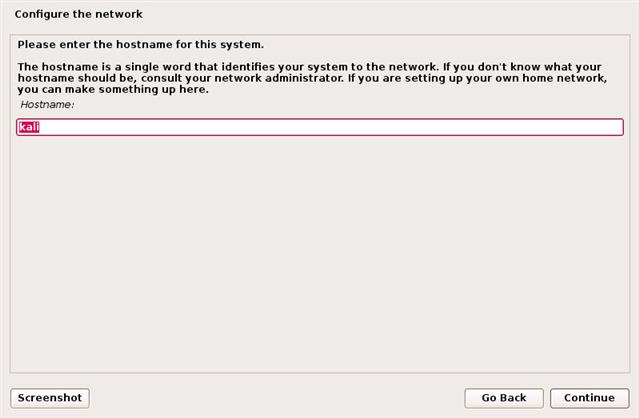 Configure the network
Please enter the hostname for this system.
The hostname is a single word that identifies your system to the network. If you don't know what your
hostname should be, consult your network administrator. If you are setting up your own home network,
you can make something up here.
Hostname:
kali
Screenshot
Go Back
Continue